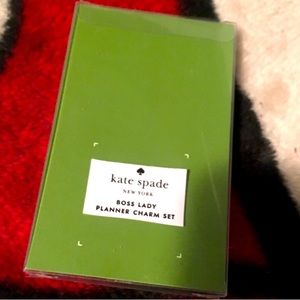 kate spade
NEW YORK
BOSS LADY
PLANNER CHARM SET